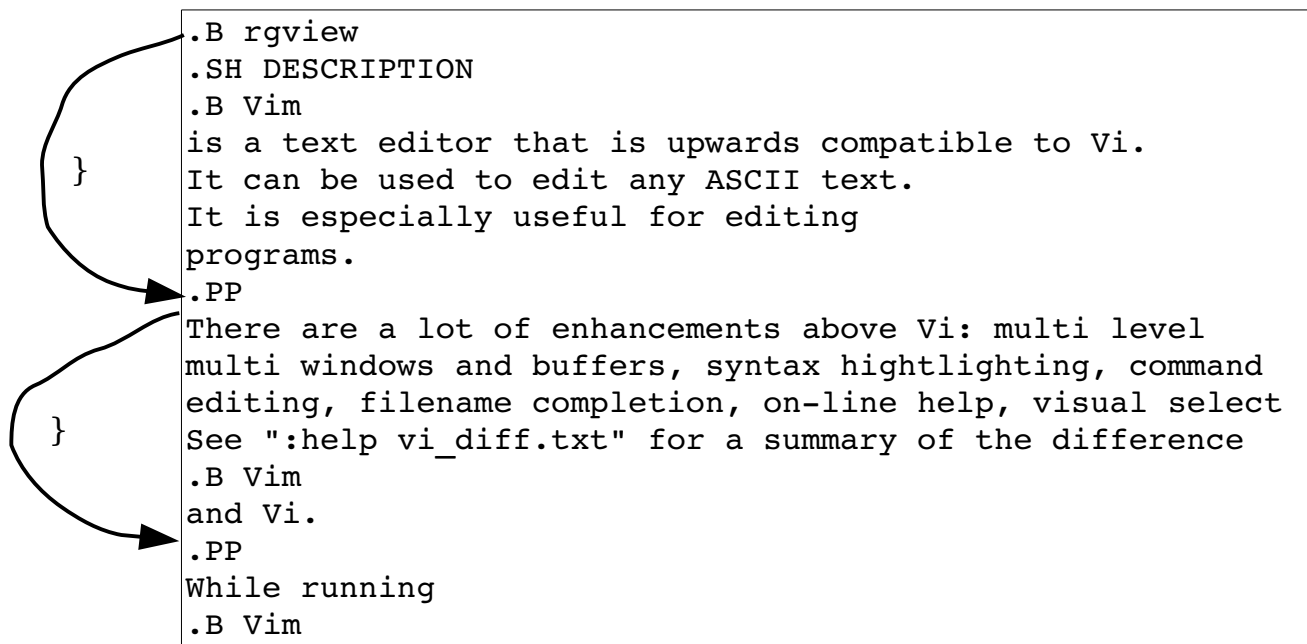 .B rgview
.SH DESCRIPTION
.B Vim
is a text editor that is upwards compatible to Vi.
}
It can be used to edit any ASCII text.
It is especially useful for editing
programs.
.PP
There are a lot of enhancements above Vi: multi level
multi windows and buffers, syntax hightlighting, command
editing, filename completion, on-line help, visual select
}
See ":help vi_diff.txt" for a summary of the difference
.B Vim
and Vi.
.PP
While running
.B Vim